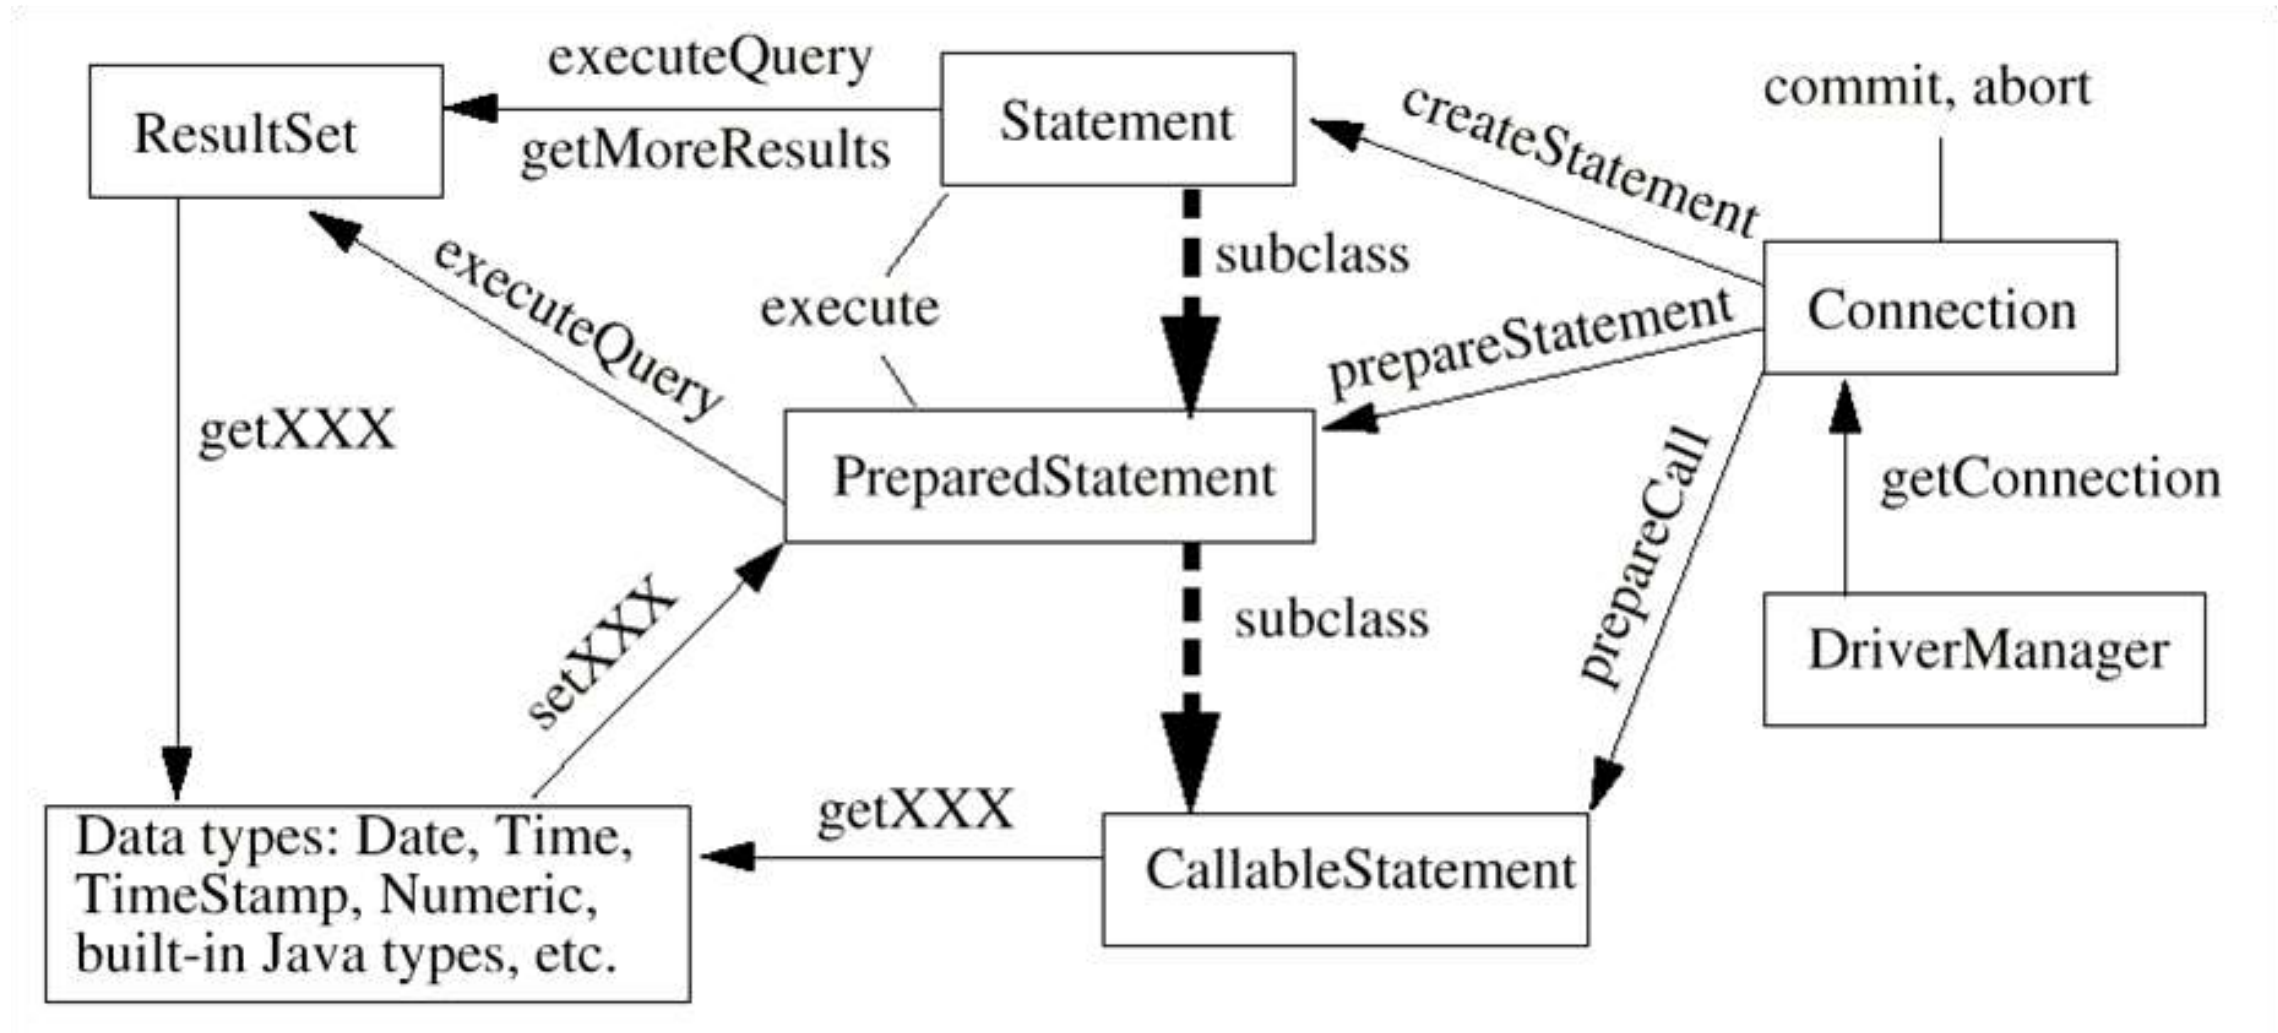 executeQuery
ResultSet
getMoreResults
Statement
createStatement
commit, abort
subclass
executeQuery
execute
prepareStatement
Connection
getXXX
PreparedStatement
prepareCall
getConnection
setXXX
subclass
DriverManager
getXXX
Data types: Date, Time,
TimeStamp, Numeric,
built-in Java types, etc.
CallableStatement